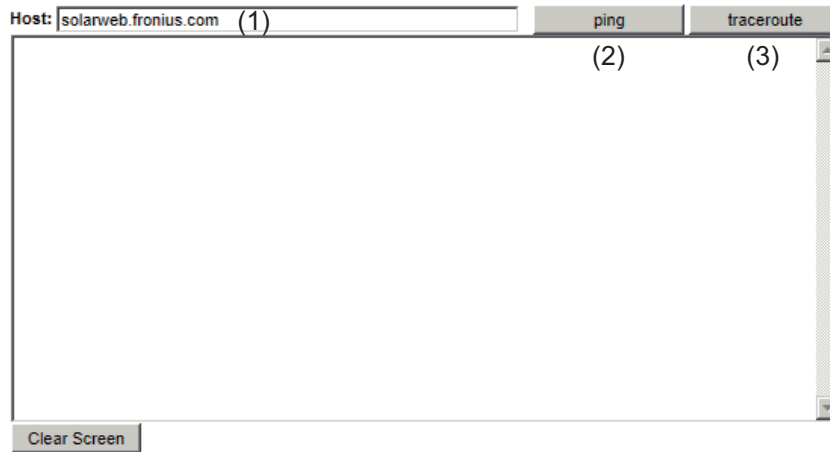 Host: solarweb.fronius.com (1) ping traceroute
(2) (3)
Clear Screen